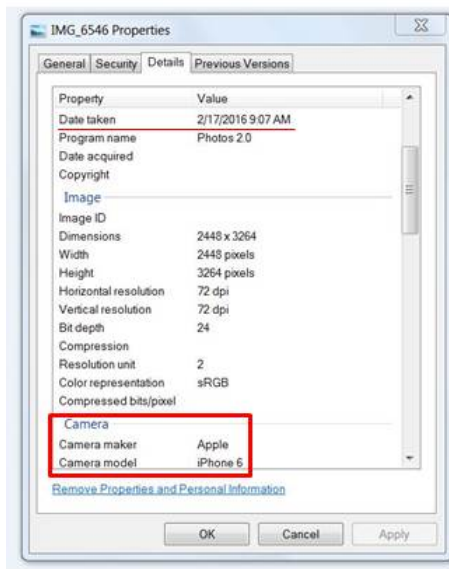 IMG_6546 Properties
General Security Details Previous Versions
Property Value
Date taken 2/17/2016 9:07 AM
Program name Photos 2.0
Date acquired
Copyright
Image
Image ID
Dimensions 2448 x 3264
Width 2448 pixels
Height 3264 pixels
Horizontal resolution 72 dpi
Vertical resolution 72 dpi
Bit depth 24
Compression
Resolution unit 2
Color representation sRGB
Compressed bits/pixel
Camera
Camera maker Apple
Camera model iPhone 6
Remove Properties and Personal Information
OK Cancel Apply